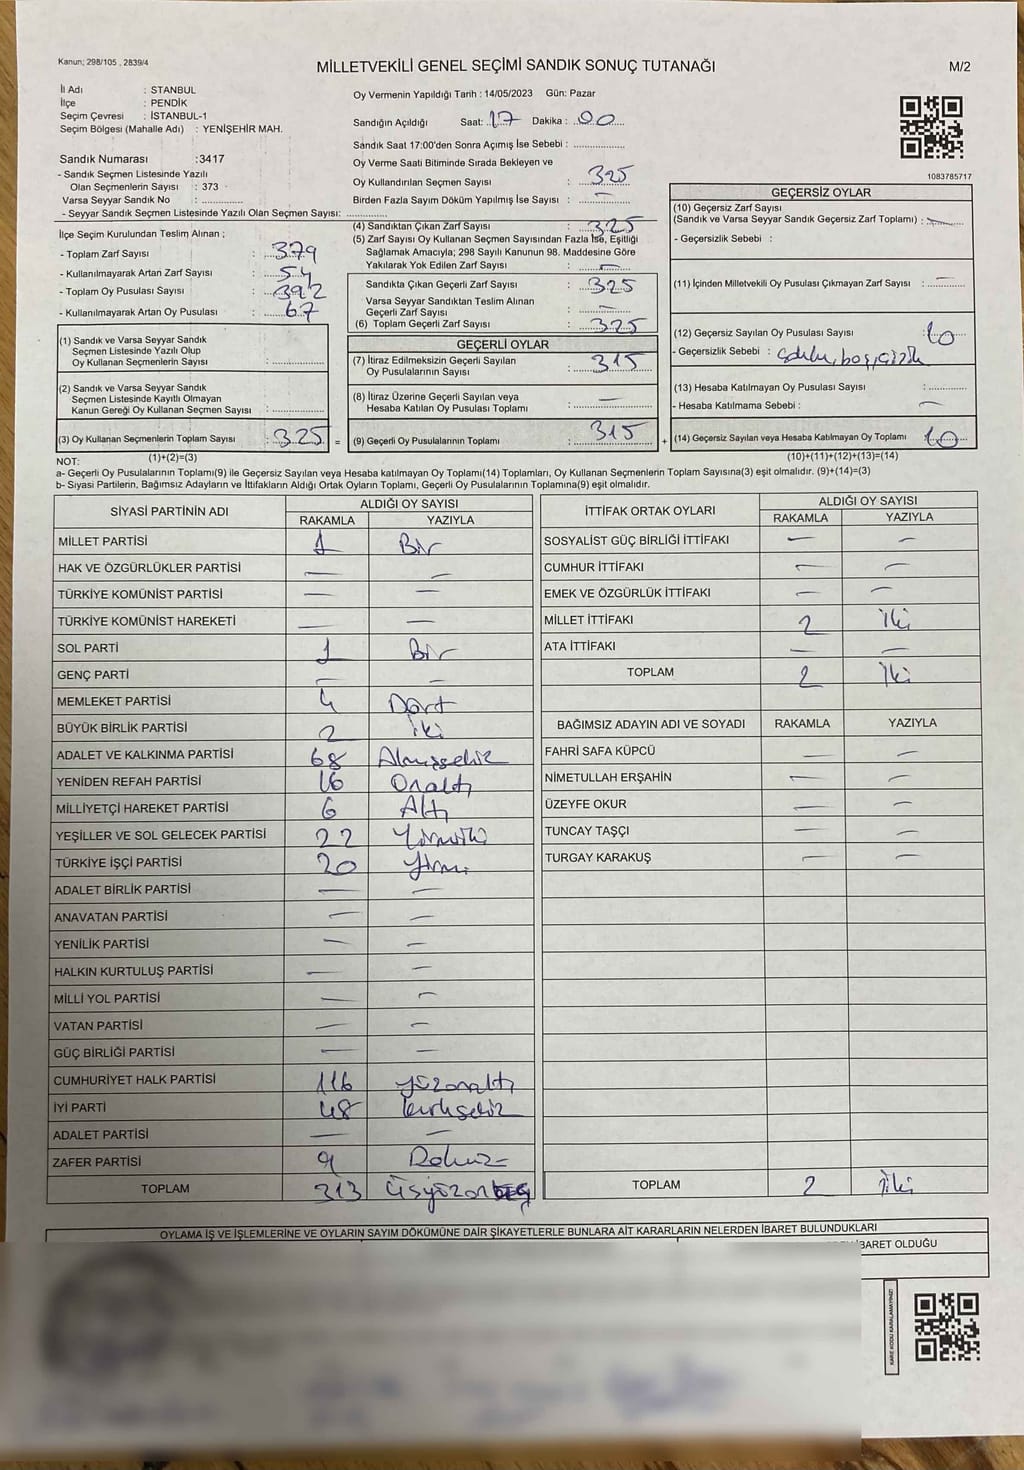 Kanun; 298/105 , 2839/4
MİLLETVEKİLİ GENEL SEÇİMİ SANDIK SONUÇ TUTANAĞI
M/2
İl Adı : STANBUL
İlçe : PENDİK
Seçim Çevresi : İSTANBUL-1
Seçim Bölgesi (Mahalle Adı) : YENİŞEHİR MAH.
Sandık Numarası :3417
- Sandık Seçmen Listesinde Yazılı
Olan Seçmenlerin Sayısı : 373
Varsa Seyyar Sandık No :
- Seyyar Sandık Seçmen Listesinde Yazılı Olan Seçmen Sayısı:
İlçe Seçim Kurulundan Teslim Alınan ;
- Toplam Zarf Sayısı : 379
- Kullanılmayarak Artan Zarf Sayısı : 54
- Toplam Oy Pusulası Sayısı : 392
- Kullanılmayarak Artan Oy Pusulası : 67
(1) Sandık ve Varsa Seyyar Sandık
Seçmen Listesinde Yazılı Olup
Oy Kullanan Seçmenlerin Sayısı :
(2) Sandık ve Varsa Seyyar Sandık
Seçmen Listesinde Kayıtlı Olmayan
Kanun Gereği Oy Kullanan Seçmen Sayısı :
(3) Oy Kullanan Seçmenlerin Toplam Sayısı : 325 =
(1)+(2)=(3)
Oy Vermenin Yapıldığı Tarih : 14/05/2023 Gün: Pazar
Sandığın Açıldığı Saat: 17 Dakika : 00
Sandık Saat 17:00'den Sonra Açımış İse Sebebi :
Oy Verme Saati Bitiminde Sırada Bekleyen ve
Oy Kullandırılan Seçmen Sayısı : 325
Birden Fazla Sayım Döküm Yapılmış İse Sayısı : —
(4) Sandıktan Çıkan Zarf Sayısı : 325
(5) Zarf Sayısı Oy Kullanan Seçmen Sayısından Fazla İse, Eşitliği
Sağlamak Amacıyla; 298 Sayılı Kanunun 98. Maddesine Göre
Yakılarak Yok Edilen Zarf Sayısı : —
Sandıkta Çıkan Geçerli Zarf Sayısı : 325
Varsa Seyyar Sandıktan Teslim Alınan
Geçerli Zarf Sayısı : —
(6) Toplam Geçerli Zarf Sayısı : 325
GEÇERLİ OYLAR
(7) İtiraz Edilmeksizin Geçerli Sayılan
Oy Pusulalarının Sayısı : 315
(8) İtiraz Üzerine Geçerli Sayılan veya
Hesaba Katılan Oy Pusulası Toplamı : —
(9) Geçerli Oy Pusulalarının Toplamı : 315 +
1083785717
GEÇERSİZ OYLAR
(10) Geçersiz Zarf Sayısı
(Sandık ve Varsa Seyyar Sandık Geçersiz Zarf Toplamı) : —
- Geçersizlik Sebebi :
(11) İçinden Milletvekili Oy Pusulası Çıkmayan Zarf Sayısı : —
(12) Geçersiz Sayılan Oy Pusulası Sayısı : 10
- Geçersizlik Sebebi : boş, çizik
(13) Hesaba Katılmayan Oy Pusulası Sayısı :
- Hesaba Katılmama Sebebi : —
(14) Geçersiz Sayılan veya Hesaba Katılmayan Oy Toplamı : 10
(10)+(11)+(12)+(13)=(14)
NOT:
a- Geçerli Oy Pusulalarının Toplamı(9) ile Geçersiz Sayılan veya Hesaba katılmayan Oy Toplamı(14) Toplamları, Oy Kullanan Seçmenlerin Toplam Sayısına(3) eşit olmalıdır. (9)+(14)=(3)
b- Siyasi Partilerin, Bağımsız Adayların ve İttifakların Aldığı Ortak Oyların Toplamı, Geçerli Oy Pusulalarının Toplamına(9) eşit olmalıdır.
SİYASİ PARTİNİN ADI ALDIĞI OY SAYISI
RAKAMLA YAZIYLA
MİLLET PARTİSİ 1 Bir
HAK VE ÖZGÜRLÜKLER PARTİSİ — —
TÜRKİYE KOMÜNİST PARTİSİ — —
TÜRKİYE KOMÜNİST HAREKETİ — —
SOL PARTİ 1 Bir
GENÇ PARTİ — —
MEMLEKET PARTİSİ 4 Dört
BÜYÜK BİRLİK PARTİSİ 2 iki
ADALET VE KALKINMA PARTİSİ 68 Altmışsekiz
YENİDEN REFAH PARTİSİ 16 Onaltı
MİLLİYETÇİ HAREKET PARTİSİ 6 Altı
YEŞİLLER VE SOL GELECEK PARTİSİ 22 Yirmiiki
TÜRKİYE İŞÇİ PARTİSİ 20 Yirmi
ADALET BİRLİK PARTİSİ — —
ANAVATAN PARTİSİ — —
YENİLİK PARTİSİ — —
HALKIN KURTULUŞ PARTİSİ — —
MİLLİ YOL PARTİSİ — —
VATAN PARTİSİ — —
GÜÇ BİRLİĞİ PARTİSİ — —
CUMHURİYET HALK PARTİSİ 116 yüzonaltı
İYİ PARTİ 48 kırksekiz
ADALET PARTİSİ — —
ZAFER PARTİSİ 9 Dokuz
TOPLAM 313 Üsyüzon
İTTİFAK ORTAK OYLARI ALDIĞI OY SAYISI
RAKAMLA YAZIYLA
SOSYALİST GÜÇ BİRLİĞİ İTTİFAKI — —
CUMHUR İTTİFAKI — —
EMEK VE ÖZGÜRLÜK İTTİFAKI — —
MİLLET İTTİFAKI 2 İki
ATA İTTİFAKI — —
TOPLAM 2 İki
BAĞIMSIZ ADAYIN ADI VE SOYADI RAKAMLA YAZIYLA
FAHRİ SAFA KÜPCÜ — —
NİMETULLAH ERŞAHİN — —
ÜZEYFE OKUR — —
TUNCAY TAŞÇI — —
TURGAY KARAKUŞ — —
TOPLAM 2 İki
OYLAMA İŞ VE İŞLEMLERİNE VE OYLARIN SAYIM DÖKÜMÜNE DAİR ŞİKAYETLERLE BUNLARA AİT KARARLARIN NELERDEN İBARET BULUNDUKLARI
İBARET OLDUĞU
KARE KODU KARALAMAYINIZ!